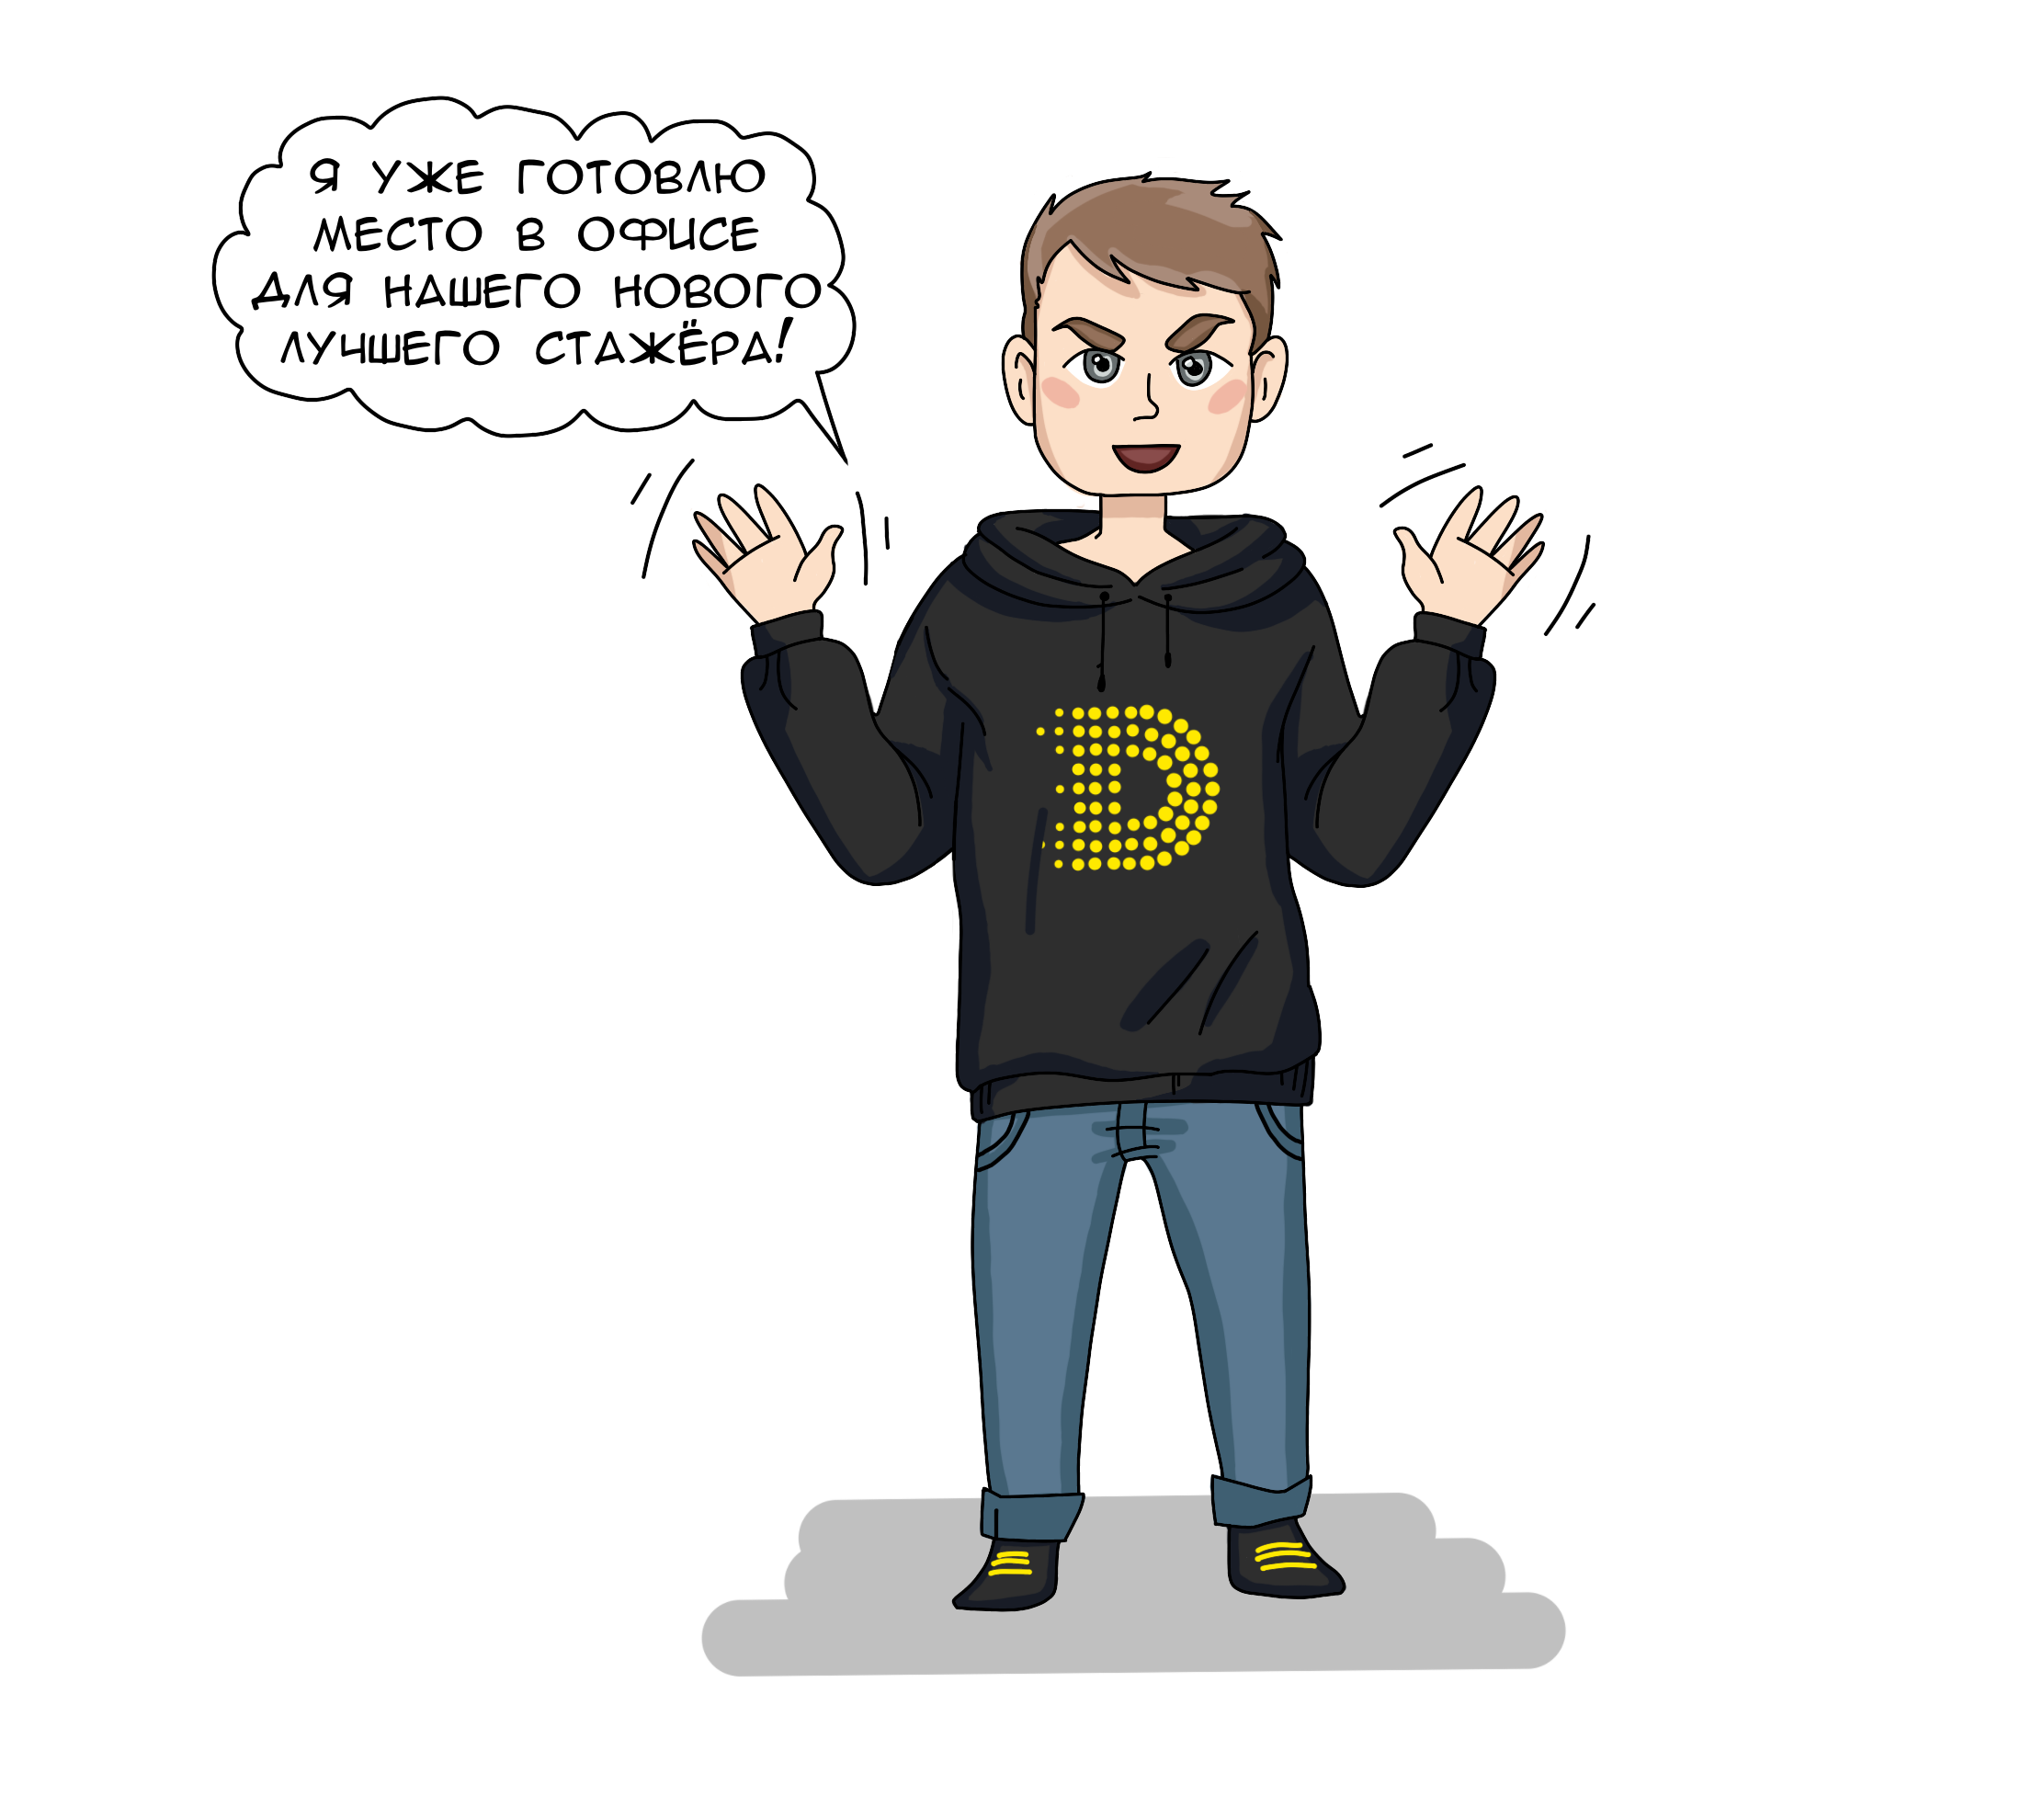 Я УЖЕ ГОТОВЛЮ
МЕСТО В ОФИСЕ
ДЛЯ НАШЕГО НОВОГО
ЛУЧШЕГО СТАЖЁРА!
D